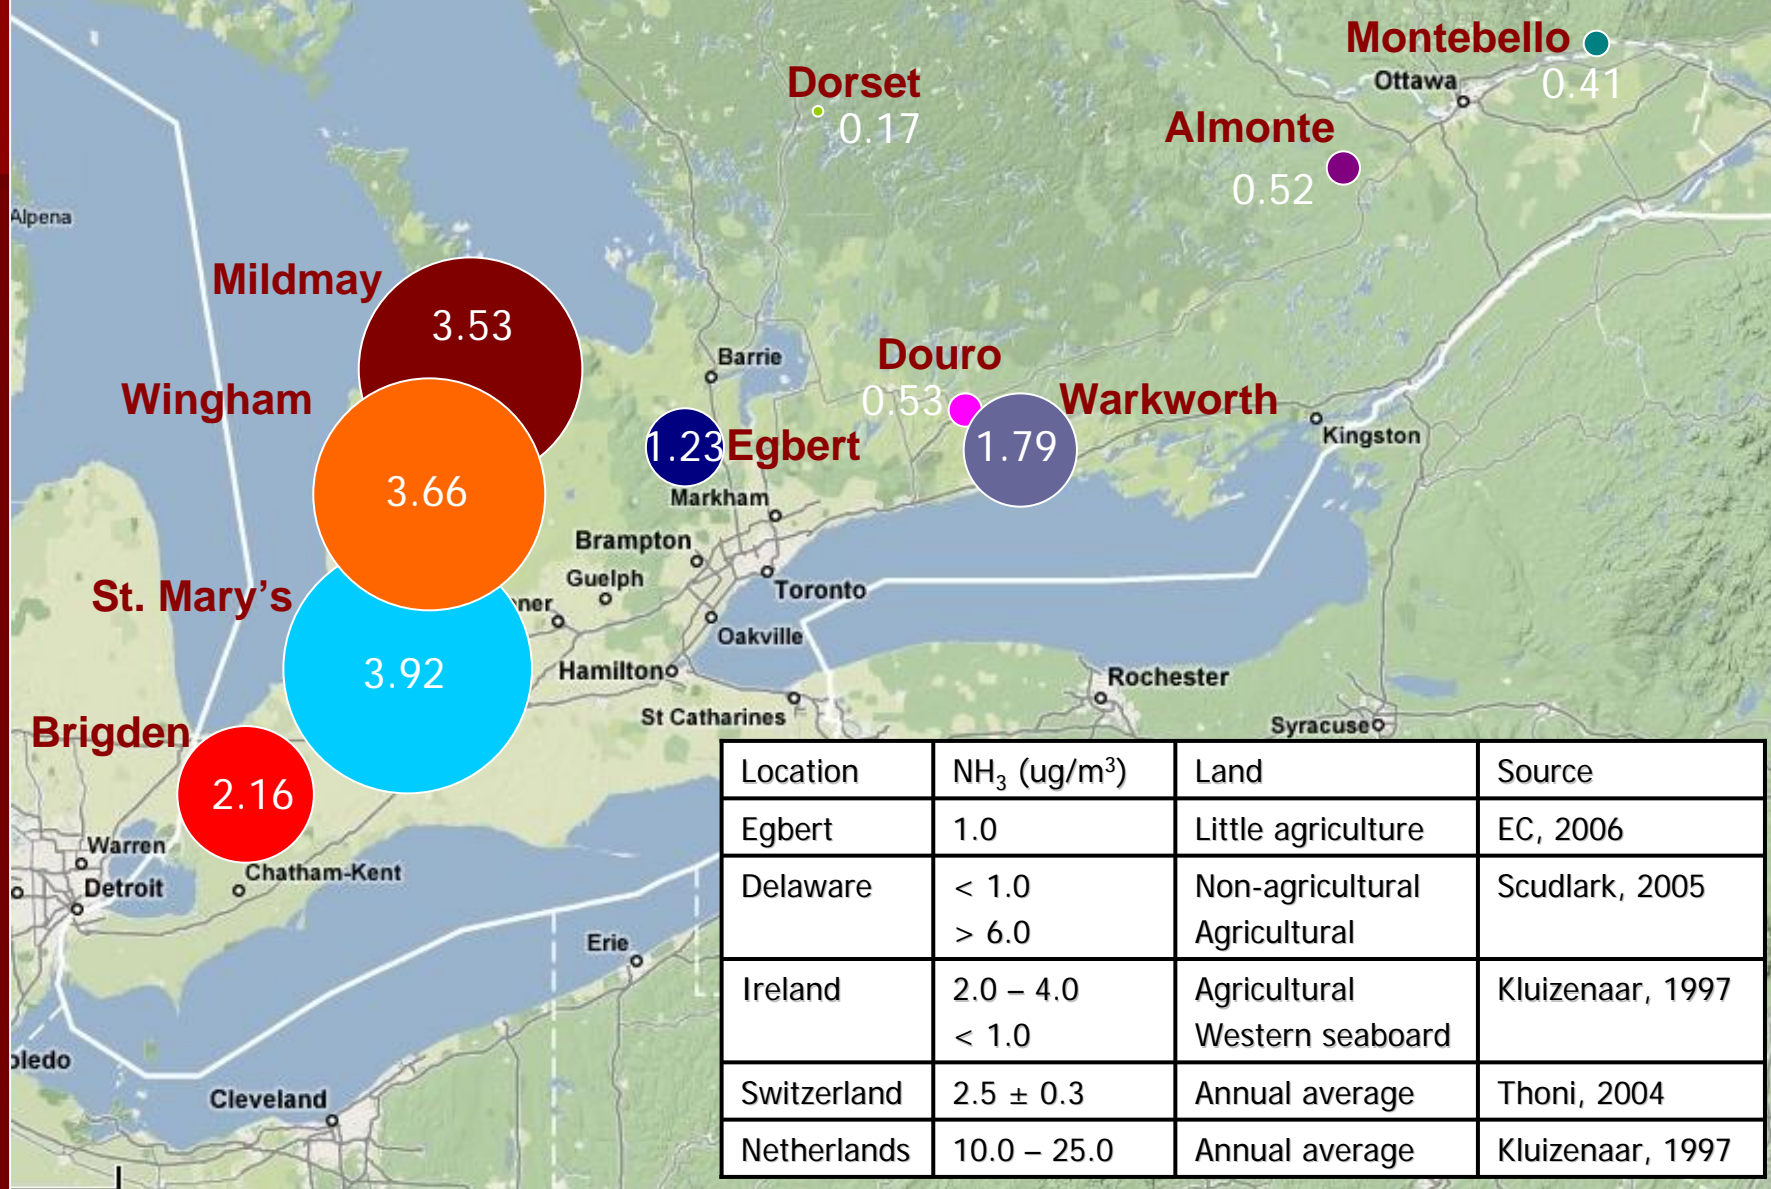 Montebello
Ottawa
0.41
Dorset
0.17
Almonte
0.52
Alpena
Mildmay
3.53
Barrie
Douro
0.53
Warkworth
1.79
Wingham
3.66
1.23
Egbert
Kingston
Markham
Brampton
Guelph
Toronto
ner
Oakville
St. Mary’s
3.92
Hamilton
St Catharines
Rochester
Syracuse
Brigden
2.16
Warren
Detroit
Chatham-Kent
Erie
oledo
Cleveland
Location NH₃ (ug/m³) Land Source
Egbert 1.0 Little agriculture EC, 2006
Delaware < 1.0 Non-agricultural Scudlark, 2005
> 6.0 Agricultural
Ireland 2.0 – 4.0 Agricultural Kluizenaar, 1997
< 1.0 Western seaboard
Switzerland 2.5 ± 0.3 Annual average Thoni, 2004
Netherlands 10.0 – 25.0 Annual average Kluizenaar, 1997